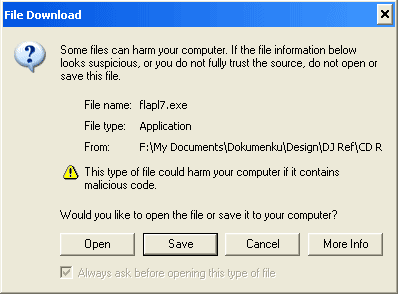 File Download
Some files can harm your computer. If the file information below
looks suspicious, or you do not fully trust the source, do not open or
save this file.
File name: flapl7.exe
File type: Application
From: F:\My Documents\Dokumenku\Design\DJ Ref\CD R
This type of file could harm your computer if it contains
malicious code.
Would you like to open the file or save it to your computer?
Open Save Cancel More Info
Always ask before opening this type of file